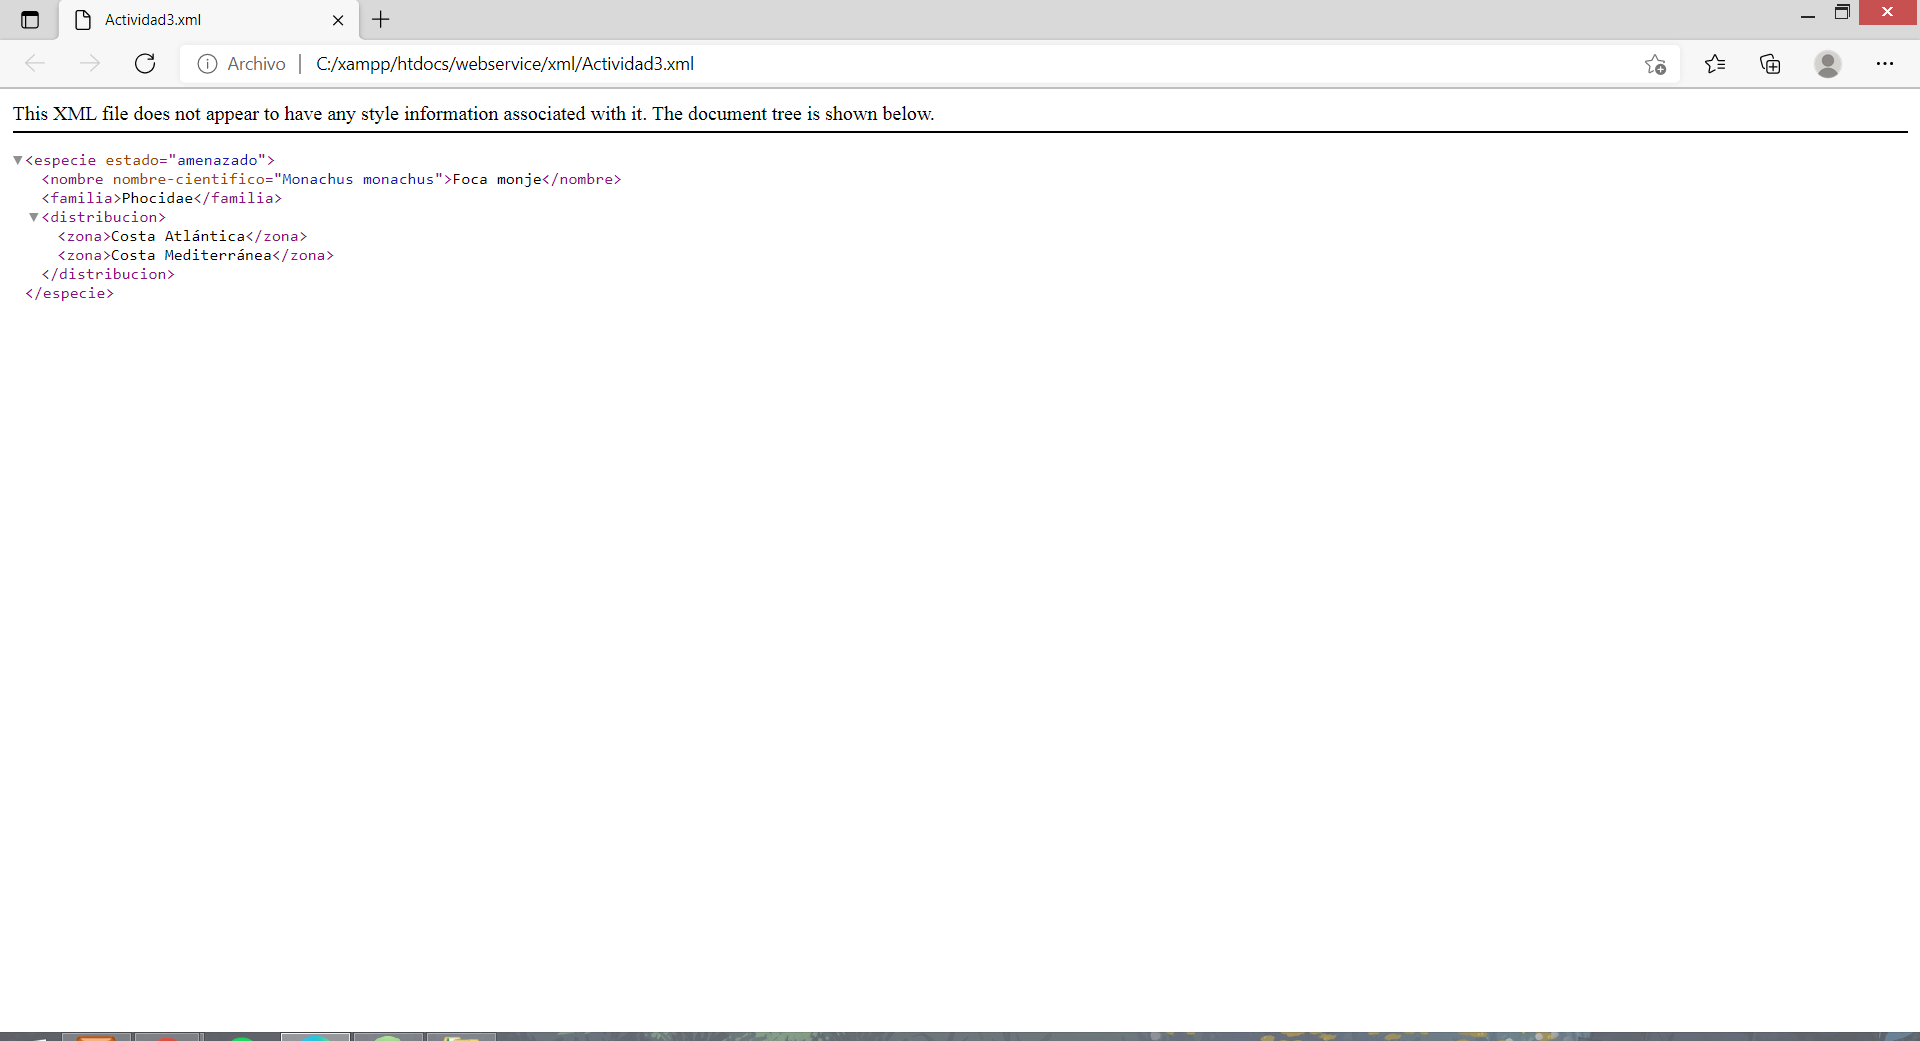 Actividad3.xml
Archivo | C:/xampp/htdocs/webservice/xml/Actividad3.xml
This XML file does not appear to have any style information associated with it. The document tree is shown below.
<especie estado="amenazado">
<nombre nombre-cientifico="Monachus monachus">Foca monje</nombre>
<familia>Phocidae</familia>
<distribucion>
<zona>Costa Atlántica</zona>
<zona>Costa Mediterránea</zona>
</distribucion>
</especie>